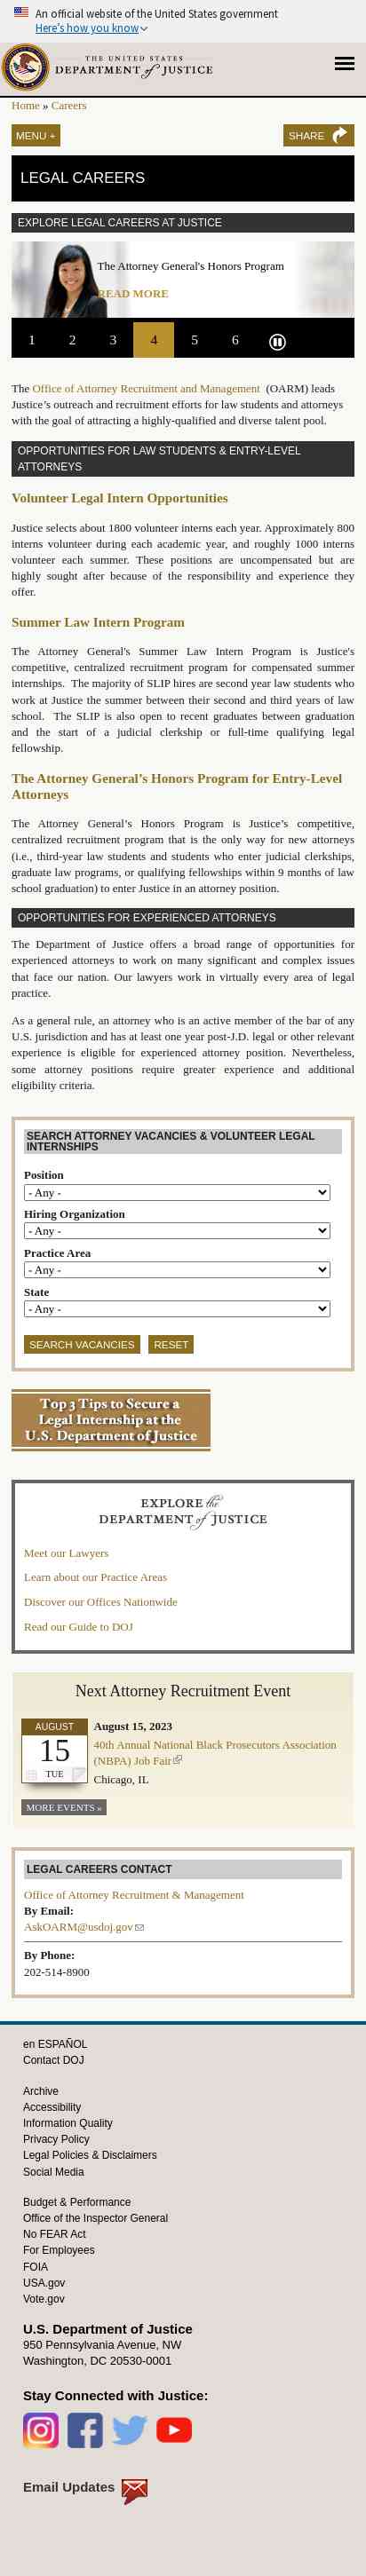 An official website of the United States government
Here's how you know
THE UNITED STATES
DEPARTMENT of JUSTICE
Home » Careers
MENU +
SHARE
LEGAL CAREERS
EXPLORE LEGAL CAREERS AT JUSTICE
The Attorney General's Honors Program
READ MORE
1 2 3 4 5 6
The Office of Attorney Recruitment and Management (OARM) leads
Justice’s outreach and recruitment efforts for law students and attorneys
with the goal of attracting a highly-qualified and diverse talent pool.
OPPORTUNITIES FOR LAW STUDENTS & ENTRY-LEVEL
ATTORNEYS
Volunteer Legal Intern Opportunities
Justice selects about 1800 volunteer interns each year. Approximately 800
interns volunteer during each academic year, and roughly 1000 interns
volunteer each summer. These positions are uncompensated but are
highly sought after because of the responsibility and experience they
offer.
Summer Law Intern Program
The Attorney General's Summer Law Intern Program is Justice's
competitive, centralized recruitment program for compensated summer
internships. The majority of SLIP hires are second year law students who
work at Justice the summer between their second and third years of law
school. The SLIP is also open to recent graduates between graduation
and the start of a judicial clerkship or full-time qualifying legal
fellowship.
The Attorney General’s Honors Program for Entry-Level
Attorneys
The Attorney General’s Honors Program is Justice’s competitive,
centralized recruitment program that is the only way for new attorneys
(i.e., third-year law students and students who enter judicial clerkships,
graduate law programs, or qualifying fellowships within 9 months of law
school graduation) to enter Justice in an attorney position.
OPPORTUNITIES FOR EXPERIENCED ATTORNEYS
The Department of Justice offers a broad range of opportunities for
experienced attorneys to work on many significant and complex issues
that face our nation. Our lawyers work in virtually every area of legal
practice.
As a general rule, an attorney who is an active member of the bar of any
U.S. jurisdiction and has at least one year post-J.D. legal or other relevant
experience is eligible for experienced attorney position. Nevertheless,
some attorney positions require greater experience and additional
eligibility criteria.
SEARCH ATTORNEY VACANCIES & VOLUNTEER LEGAL
INTERNSHIPS
Position
- Any -
Hiring Organization
- Any -
Practice Area
- Any -
State
- Any -
SEARCH VACANCIES RESET
Top 3 Tips to Secure a
Legal Internship at the
U.S. Department of Justice
EXPLORE the
DEPARTMENT of JUSTICE
Meet our Lawyers
Learn about our Practice Areas
Discover our Offices Nationwide
Read our Guide to DOJ
Next Attorney Recruitment Event
AUGUST
15
TUE
August 15, 2023
40th Annual National Black Prosecutors Association
(NBPA) Job Fair
Chicago, IL
MORE EVENTS »
LEGAL CAREERS CONTACT
Office of Attorney Recruitment & Management
By Email:
AskOARM@usdoj.gov
By Phone:
202-514-8900
en ESPAÑOL
Contact DOJ
Archive
Accessibility
Information Quality
Privacy Policy
Legal Policies & Disclaimers
Social Media
Budget & Performance
Office of the Inspector General
No FEAR Act
For Employees
FOIA
USA.gov
Vote.gov
U.S. Department of Justice
950 Pennsylvania Avenue, NW
Washington, DC 20530-0001
Stay Connected with Justice:
Email Updates